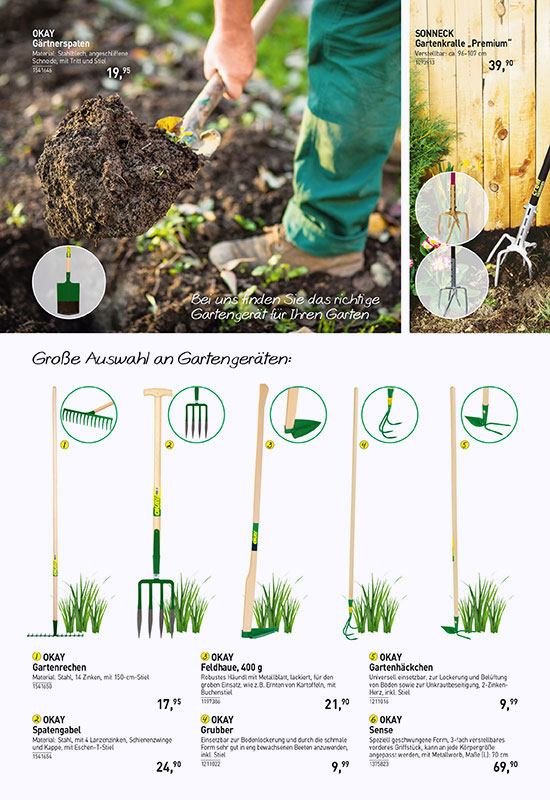 OKAY
Gärtnerspaten
Material: Stahlblech, angeschliffene
Schneide, mit Tritt und Stiel
1541646
19,95
SONNECK
Gartenkralle „Premium“
Verstellbar: ca. 96–107 cm
39,90
Bei uns finden Sie das richtige
Gartengerät für Ihren Garten
Große Auswahl an Gartengeräten:
1
2
3
4
5
OKAY
OKAY
OKAY
1 OKAY
Gartenrechen
Material: Stahl, 14 Zinken, mit 150-cm-Stiel
1541650
17,95
2 OKAY
Spatengabel
Material: Stahl, mit 4 Lanzenzinken, Schienenzwinge
und Kappe, mit Eschen-T-Stiel
1541654
24,90
3 OKAY
Feldhaue, 400 g
Robustes Häundl mit Metallblatt, lackiert, für den
groben Einsatz, wie z.B. Ernten von Kartoffeln, mit
Buchenstiel
1197306
21,90
4 OKAY
Grubber
Einsetzbar zur Bodenlockerung und durch die schmale
Form sehr gut in eng bewachsenen Beeten anzuwenden,
inkl. Stiel
1211022
9,99
5 OKAY
Gartenhäckchen
Universell einsetzbar, zur Lockerung und Belüftung
von Böden sowie zur Unkrautbeseitigung, 2-Zinken-
Herz, inkl. Stiel
1211016
9,99
6 OKAY
Sense
Speziell geschwungene Form, 3-fach verstellbares
vorderes Griffstück, kann an jede Körpergröße
angepasst werden, mit Metallworb, Maße (L): 70 cm
1315823
69,90